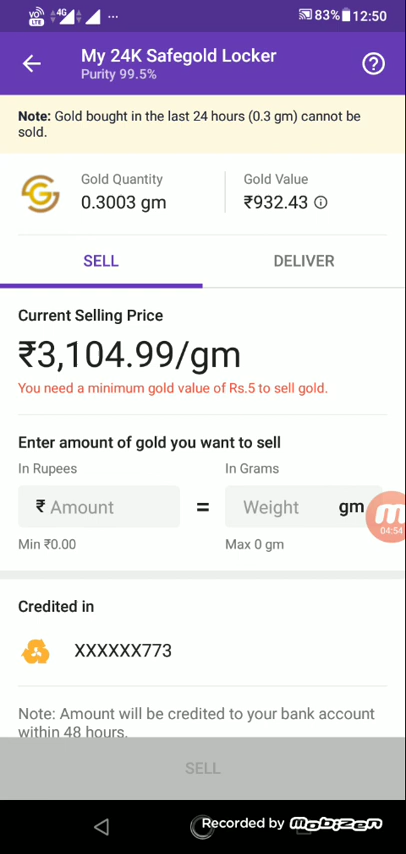 VO LTE 4G ... 83% 12:50
My 24K Safegold Locker
Purity 99.5%
Note: Gold bought in the last 24 hours (0.3 gm) cannot be
sold.
Gold Quantity Gold Value
0.3003 gm ₹932.43
SELL DELIVER
Current Selling Price
₹3,104.99/gm
You need a minimum gold value of Rs.5 to sell gold.
Enter amount of gold you want to sell
In Rupees In Grams
₹ Amount = Weight gm
04:54
Min ₹0.00 Max 0 gm
Credited in
XXXXXX773
Note: Amount will be credited to your bank account
within 48 hours.
SELL
Recorded by Mobizen